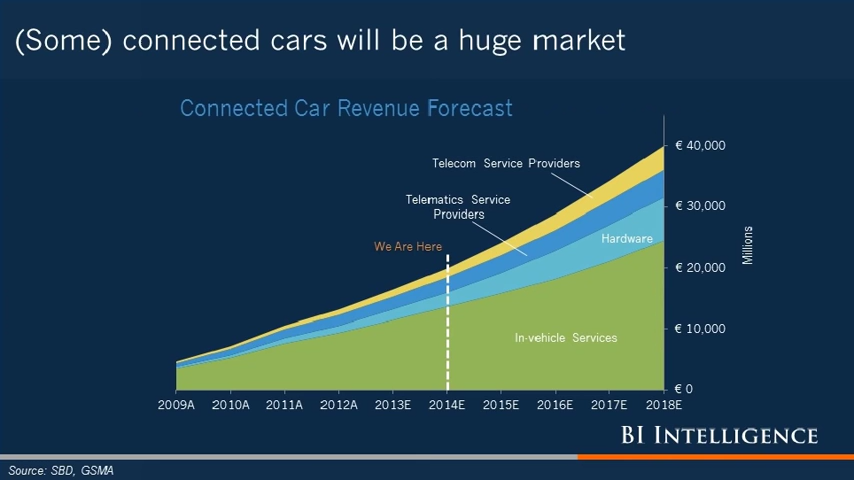 (Some) connected cars will be a huge market
Connected Car Revenue Forecast
€ 40,000
Telecom Service Providers
Telematics Service
Providers
€ 30,000
We Are Here
Hardware
Millions
€ 20,000
€ 10,000
In-vehicle Services
€ 0
2009A 2010A 2011A 2012A 2013E 2014E 2015E 2016E 2017E 2018E
BI INTELLIGENCE
Source: SBD, GSMA